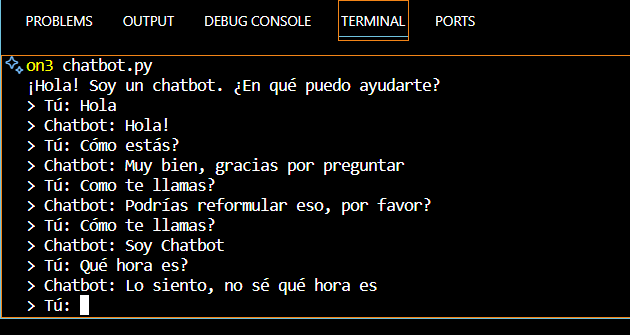 PROBLEMS OUTPUT DEBUG CONSOLE TERMINAL PORTS
on3 chatbot.py
¡Hola! Soy un chatbot. ¿En qué puedo ayudarte?
> Tú: Hola
> Chatbot: Hola!
> Tú: Cómo estás?
> Chatbot: Muy bien, gracias por preguntar
> Tú: Como te llamas?
> Chatbot: Podrías reformular eso, por favor?
> Tú: Cómo te llamas?
> Chatbot: Soy Chatbot
> Tú: Qué hora es?
> Chatbot: Lo siento, no sé qué hora es
> Tú: